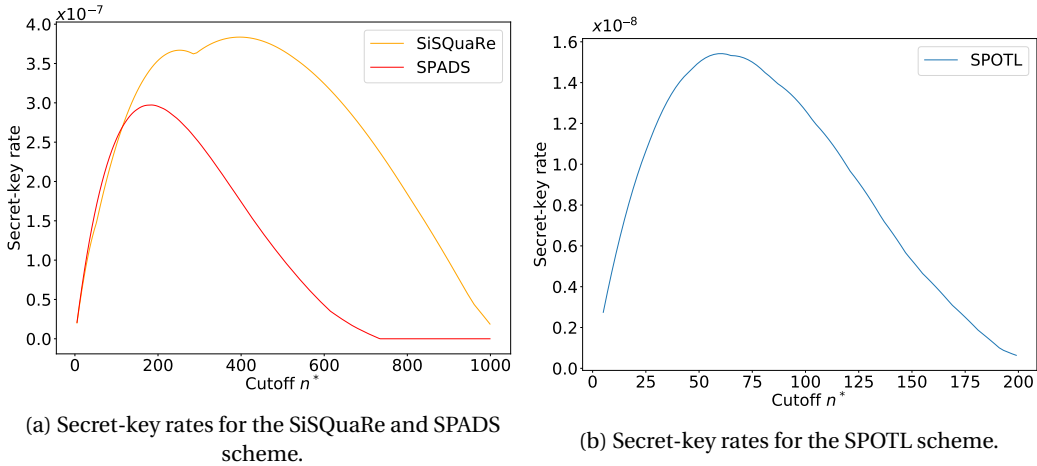 x10⁻⁷
4.0
3.5
3.0
2.5
2.0
1.5
1.0
0.5
0.0
Secret-key rate
SiSQuaRe
SPADS
0 200 400 600 800 1000
Cutoff n*
(a) Secret-key rates for the SiSQuaRe and SPADS
scheme.
x10⁻⁸
1.6
1.4
1.2
1.0
0.8
0.6
0.4
0.2
0.0
Secret-key rate
SPOTL
0 25 50 75 100 125 150 175 200
Cutoff n*
(b) Secret-key rates for the SPOTL scheme.